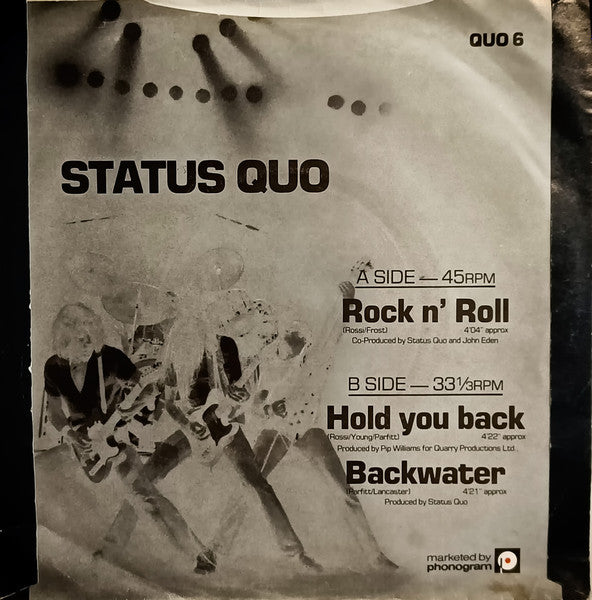 QUO 6
STATUS QUO
A SIDE — 45RPM
Rock n' Roll
(Rossi/Frost) 4'04" approx
Co-Produced by Status Quo and John Eden
B SIDE — 33⅓RPM
Hold you back
(Rossi/Young/Parfitt) 4'22" approx
Produced by Pip Williams for Quarry Productions Ltd.
Backwater
(Parfitt/Lancaster) 4'21" approx
Produced by Status Quo
marketed by
phonogram